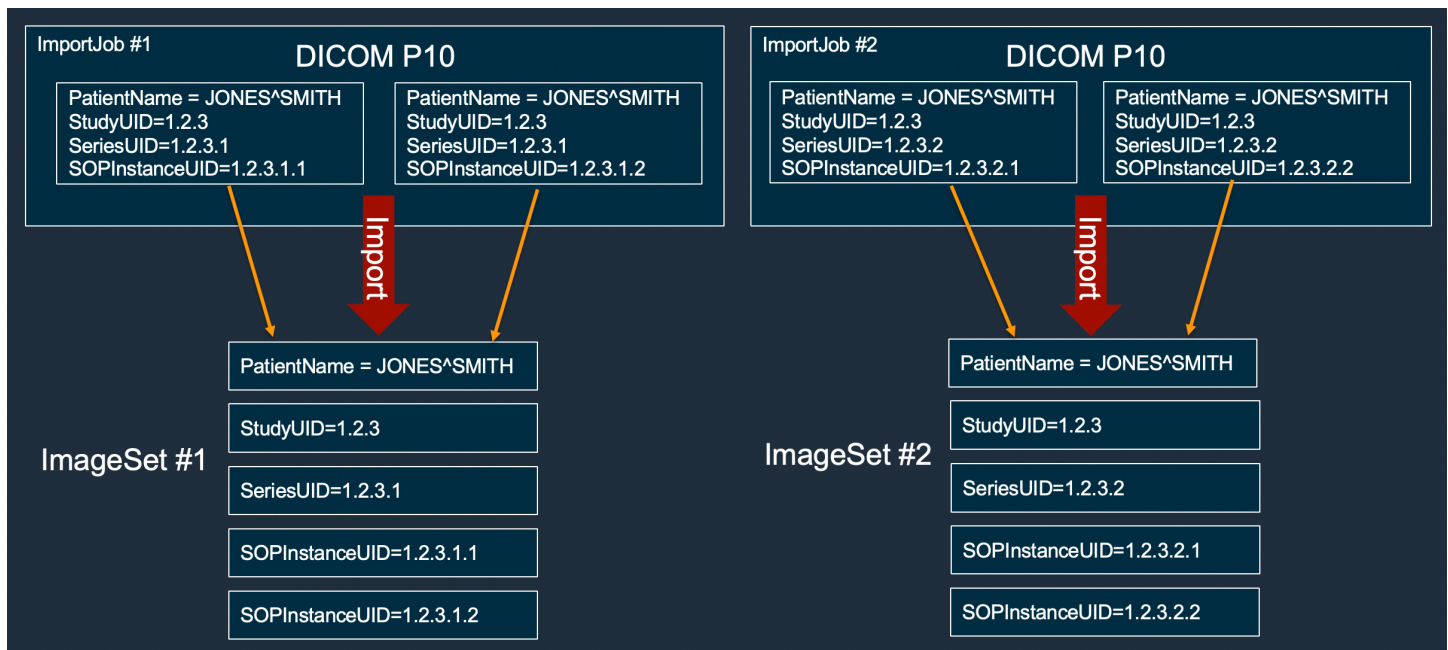 ImportJob #1
DICOM P10
PatientName = JONES^SMITH
StudyUID=1.2.3
SeriesUID=1.2.3.1
SOPInstanceUID=1.2.3.1.1
PatientName = JONES^SMITH
StudyUID=1.2.3
SeriesUID=1.2.3.1
SOPInstanceUID=1.2.3.1.2
Import
PatientName = JONES^SMITH
StudyUID=1.2.3
ImageSet #1
SeriesUID=1.2.3.1
SOPInstanceUID=1.2.3.1.1
SOPInstanceUID=1.2.3.1.2
ImportJob #2
DICOM P10
PatientName = JONES^SMITH
StudyUID=1.2.3
SeriesUID=1.2.3.2
SOPInstanceUID=1.2.3.2.1
PatientName = JONES^SMITH
StudyUID=1.2.3
SeriesUID=1.2.3.2
SOPInstanceUID=1.2.3.2.2
Import
PatientName = JONES^SMITH
StudyUID=1.2.3
ImageSet #2
SeriesUID=1.2.3.2
SOPInstanceUID=1.2.3.2.1
SOPInstanceUID=1.2.3.2.2